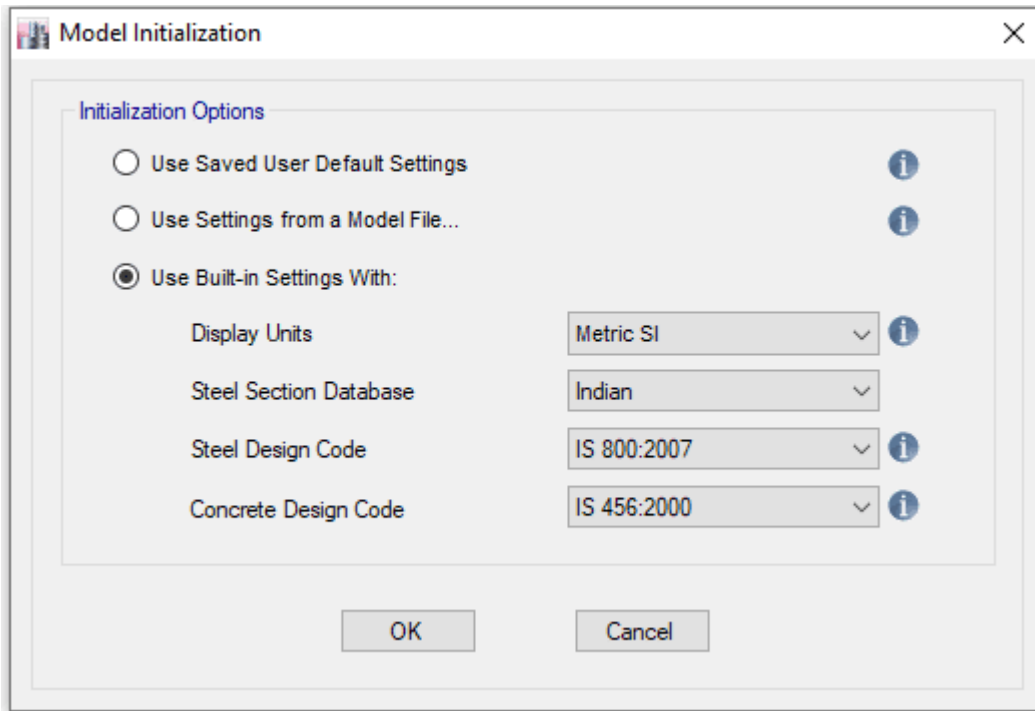 Model Initialization
Initialization Options
Use Saved User Default Settings
Use Settings from a Model File...
Use Built-in Settings With:
Display Units Metric SI
Steel Section Database Indian
Steel Design Code IS 800:2007
Concrete Design Code IS 456:2000
OK Cancel